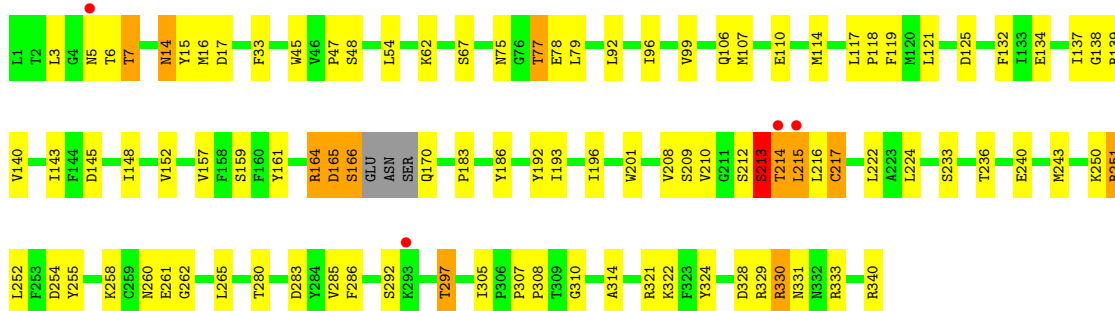 L1 T2 L3 G4 N5 T6 T7 N14 Y15 M16 D17 F33 W45 V46 P47 S48 L54 K62 S67 N75 G76 T77 E78 L79 L92 I96 V99 Q106 M107 E110 M114 L117 P118 F119 M120 L121 D125 F132 I133 E134 I137 G138 R139
V140 I143 F144 D145 I148 V152 V157 F158 S159 F160 Y161 R164 D165 S166 GLU ASN SER Q170 P183 Y186 Y192 I193 I196 W201 V208 S209 V210 G211 S212 S213 T214 L215 L216 C217 L222 A223 L224 S233 T236 E240 M243 K250 R251
L252 F253 D254 Y255 K258 C259 N260 E261 G262 L265 T280 D283 Y284 V285 F286 S292 K293 T297 I305 P306 P307 P308 T309 G310 A314 R321 K322 F323 Y324 D328 R329 R330 N331 N332 R333 R340